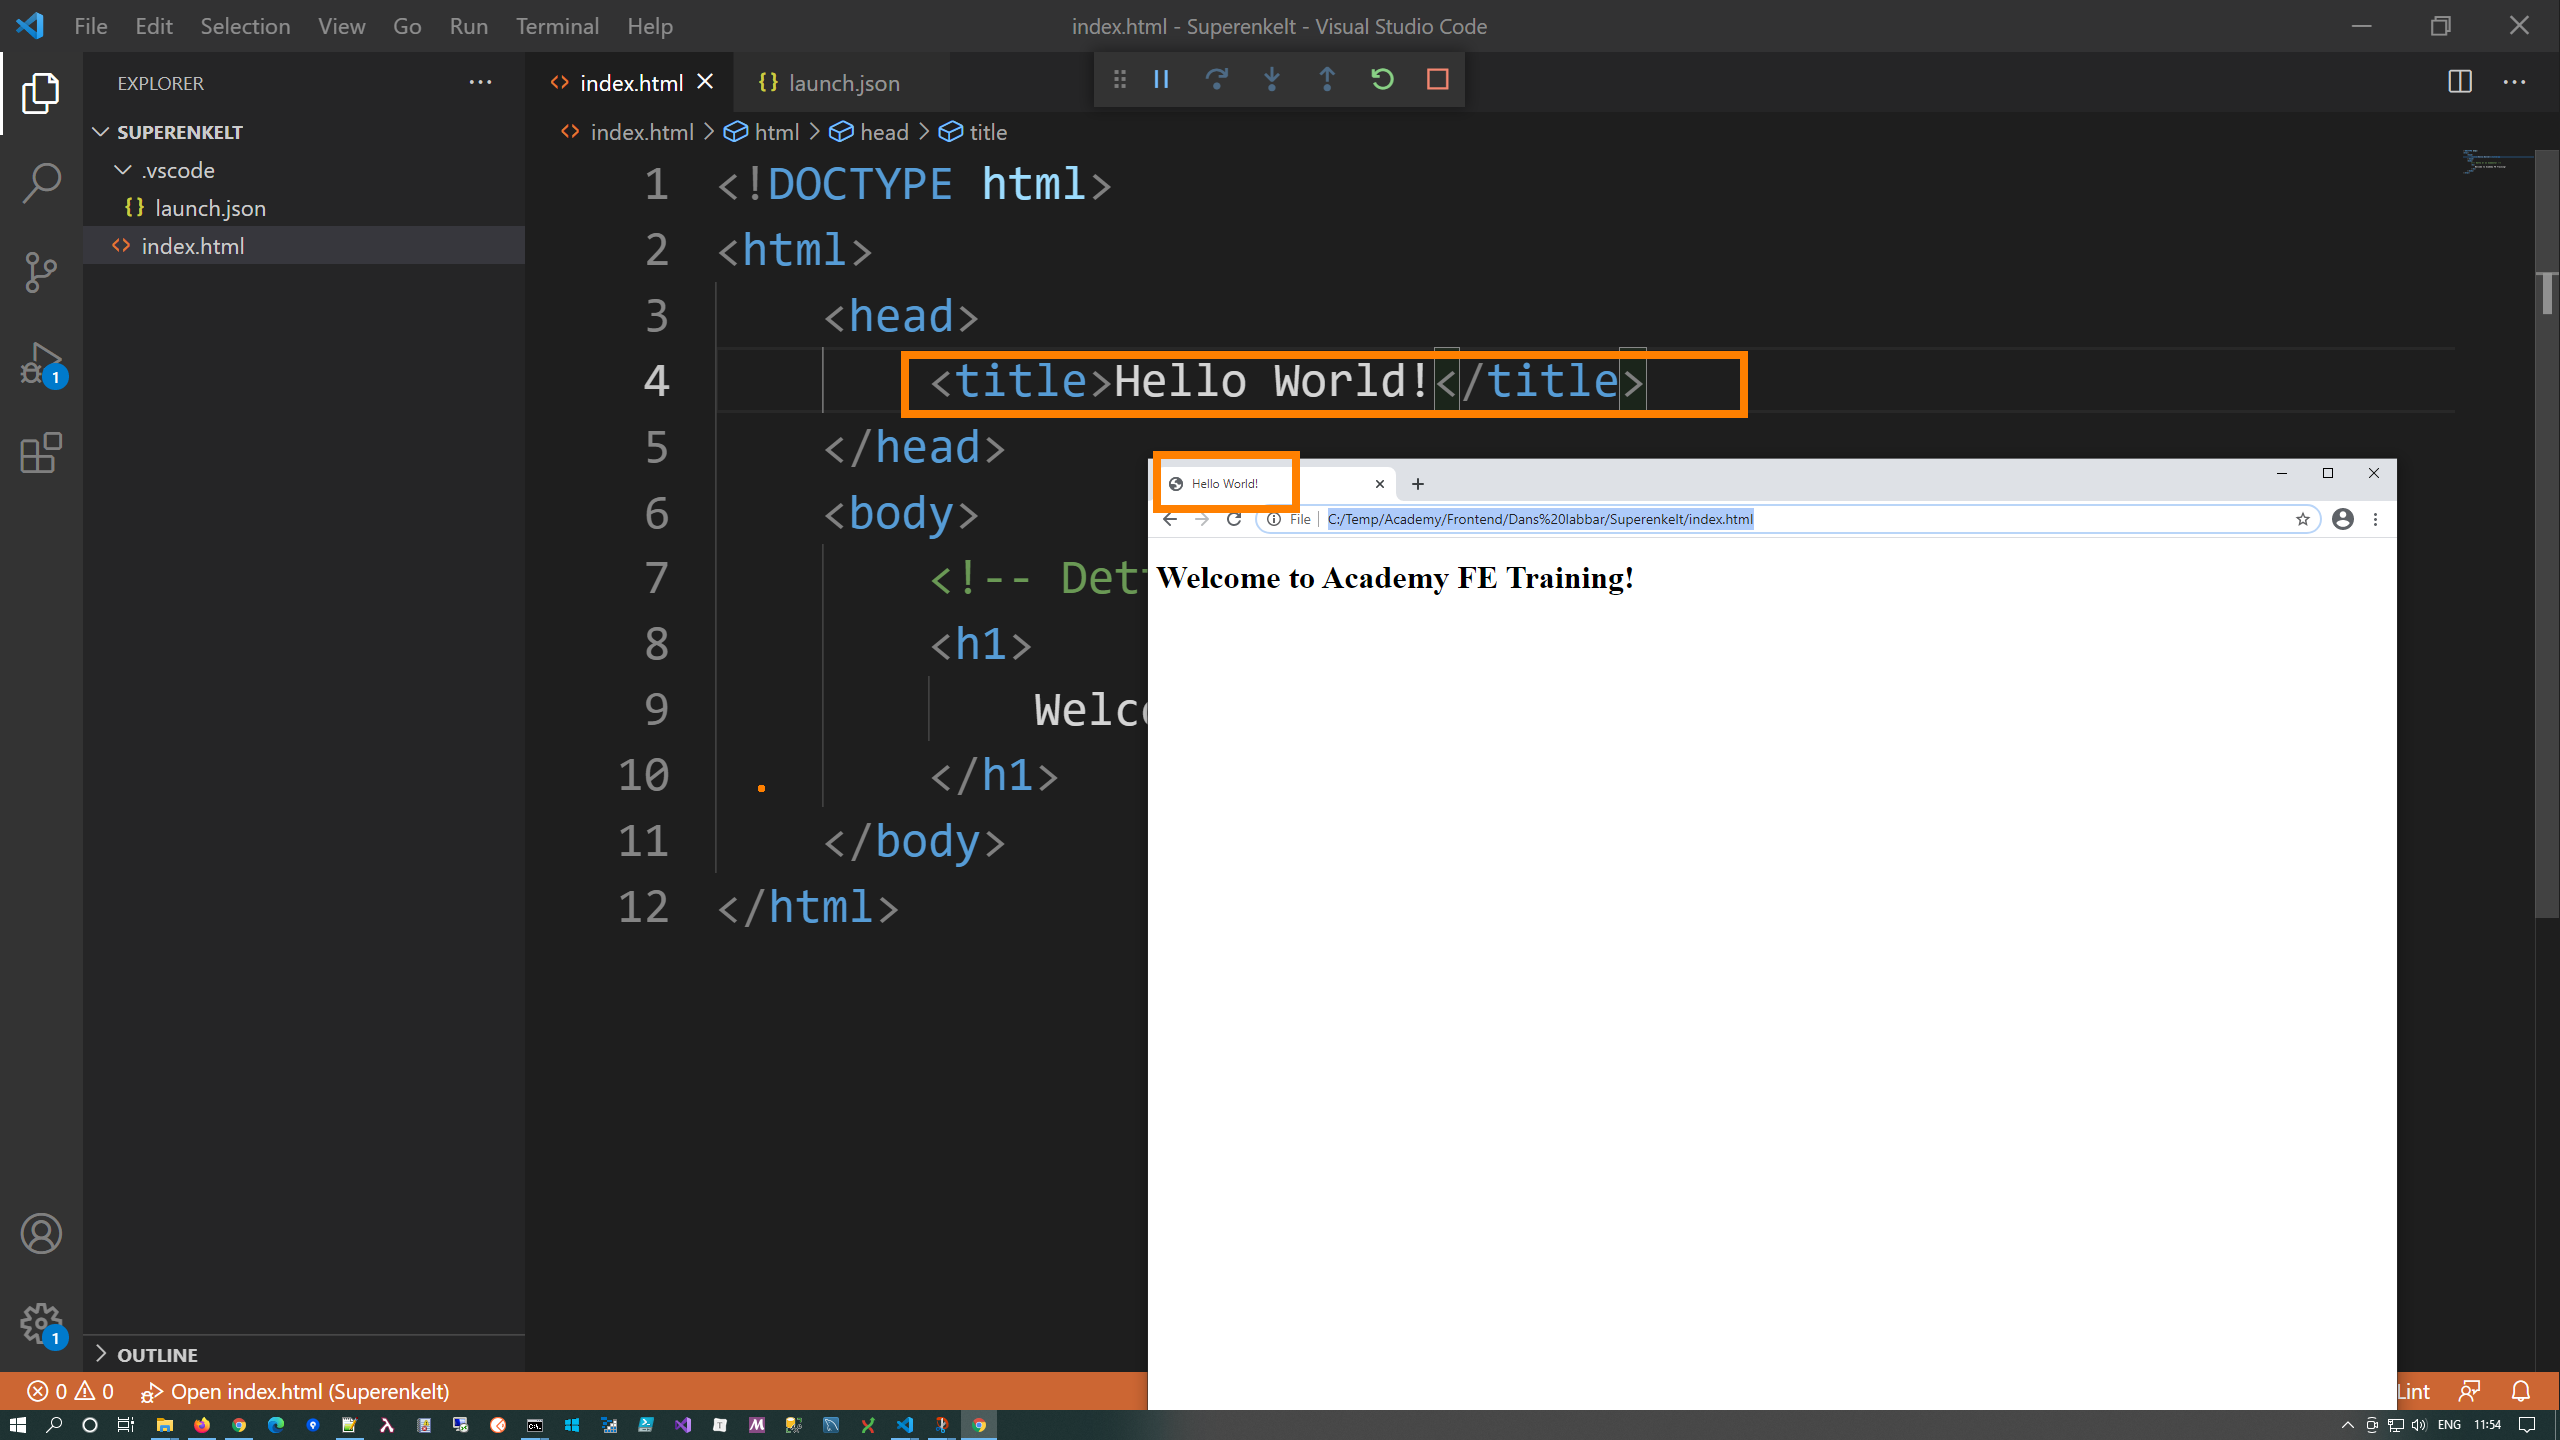 File Edit Selection View Go Run Terminal Help
index.html - Superenkelt - Visual Studio Code
EXPLORER
SUPERENKELT
.vscode
launch.json
index.html
OUTLINE
index.html
launch.json
index.html > html > head > title
1 <!DOCTYPE html>
2 <html>
3 <head>
4 <title>Hello World!</title>
5 </head>
6 <body>
7 <!-- Det
8 <h1>
9 Welc
10 </h1>
11 </body>
12 </html>
Hello World!
File C:/Temp/Academy/Frontend/Dans%20labbar/Superenkelt/index.html
Welcome to Academy FE Training!
1
1
0 0 Open index.html (Superenkelt)
Lint
ENG 11:54